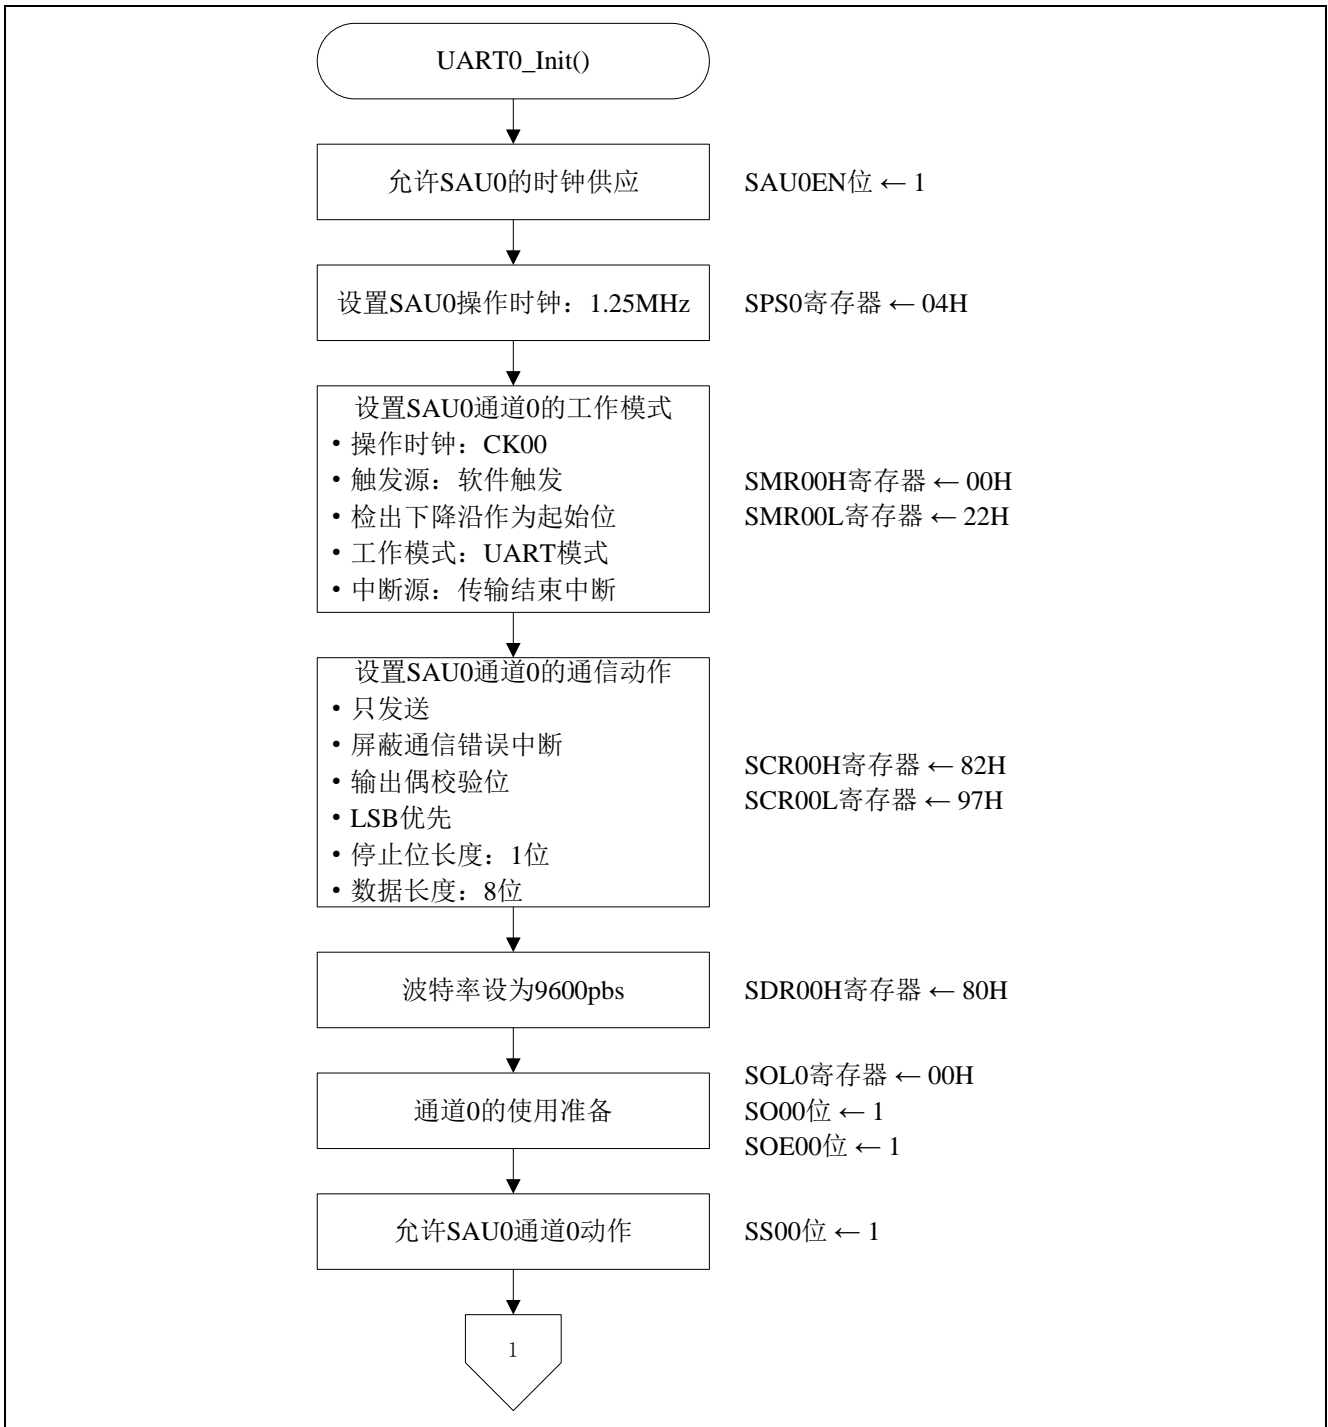 UART0_Init()
允许SAU0的时钟供应
SAU0EN位 ← 1
设置SAU0操作时钟：1.25MHz
SPS0寄存器 ← 04H
设置SAU0通道0的工作模式
• 操作时钟：CK00
• 触发源：软件触发
• 检出下降沿作为起始位
• 工作模式：UART模式
• 中断源：传输结束中断
SMR00H寄存器 ← 00H
SMR00L寄存器 ← 22H
设置SAU0通道0的通信动作
• 只发送
• 屏蔽通信错误中断
• 输出偶校验位
• LSB优先
• 停止位长度：1位
• 数据长度：8位
SCR00H寄存器 ← 82H
SCR00L寄存器 ← 97H
波特率设为9600pbs
SDR00H寄存器 ← 80H
通道0的使用准备
SOL0寄存器 ← 00H
SO00位 ← 1
SOE00位 ← 1
允许SAU0通道0动作
SS00位 ← 1
1